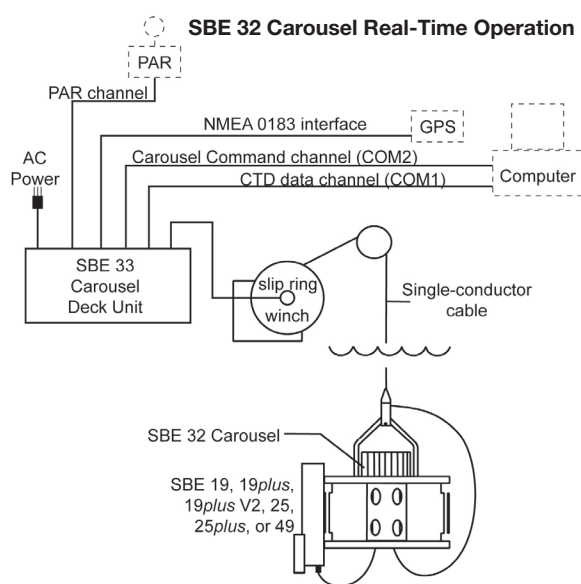 SBE 32 Carousel Real-Time Operation
PAR
PAR channel
NMEA 0183 interface
GPS
AC
Power
Carousel Command channel (COM2)
CTD data channel (COM1)
Computer
SBE 33
Carousel
Deck Unit
slip ring
winch
Single-conductor
cable
SBE 32 Carousel
SBE 19, 19plus,
19plus V2, 25,
25plus, or 49